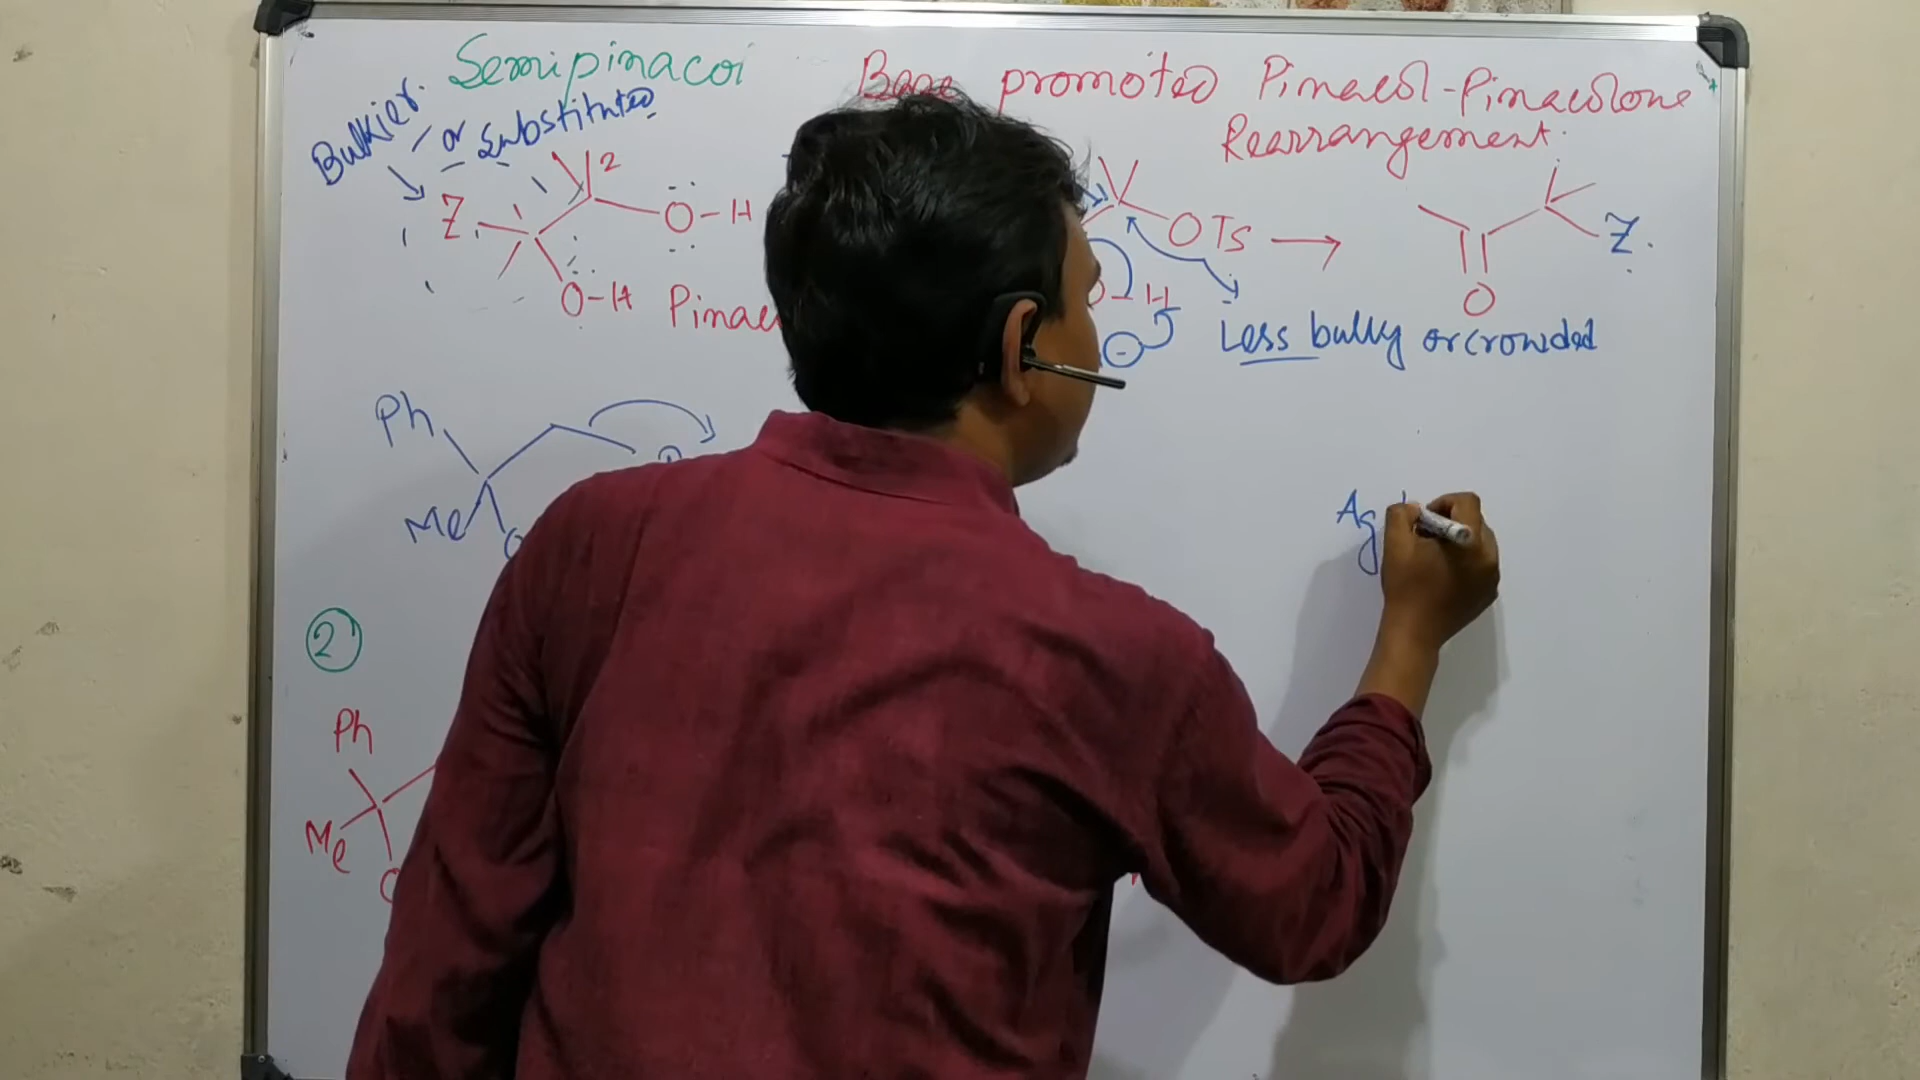 Semipinacol
Base promoted Pinacol-Pinacolone
Rearrangement.
Bulkier.
or substituted
2
Z
O-H
O-H
OTs
H
Z.
O
Less bulky or crowded
Ph
Me
Ag
2
Ph
Me